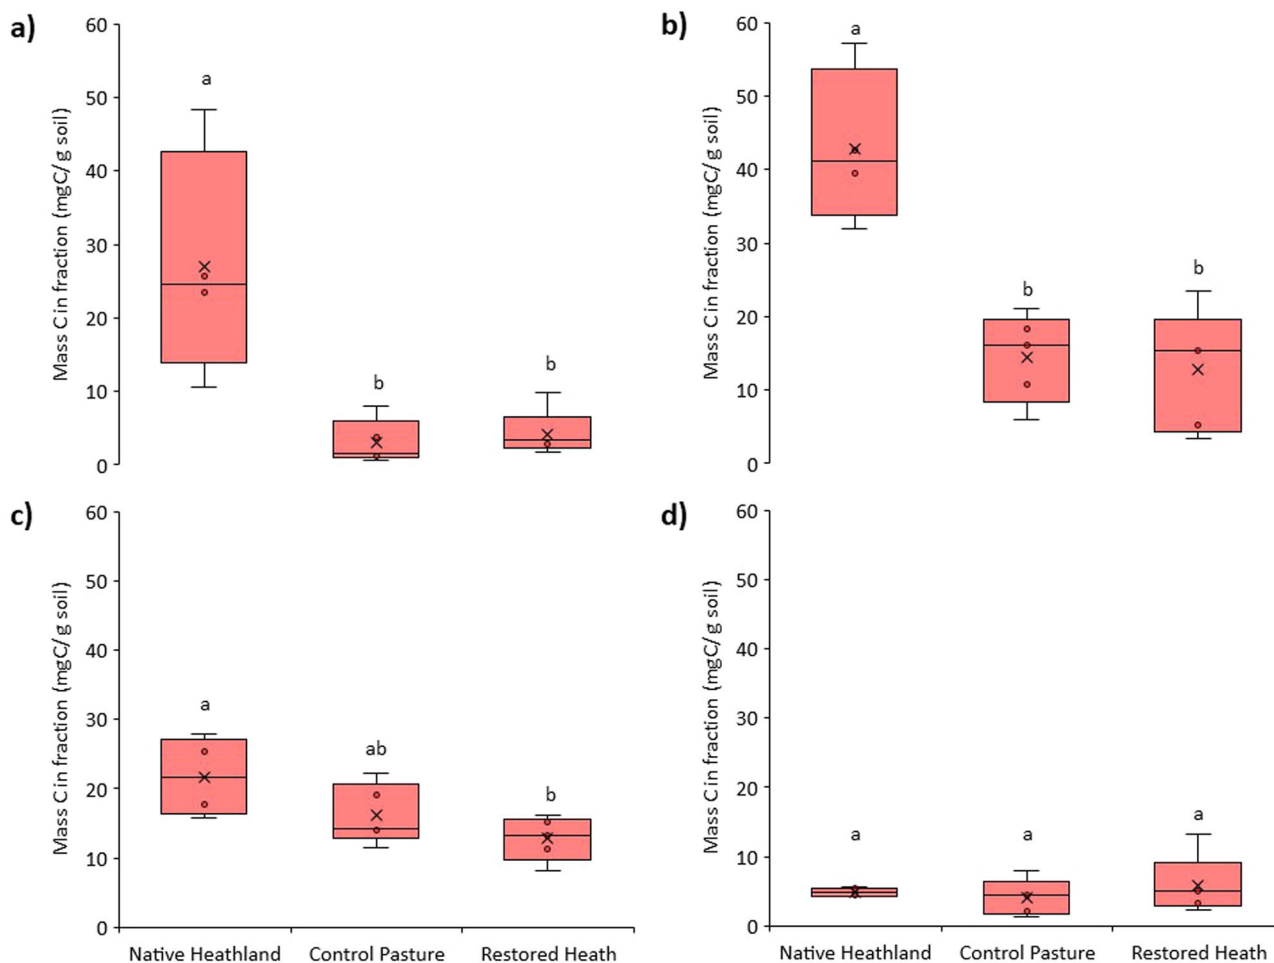 a)
Mass C in fraction (mgC/g soil)
60
50
40
30
20
10
0
a
b
b
b)
Mass C in fraction (mgC/g soil)
60
50
40
30
20
10
0
a
b
b
c)
Mass C in fraction (mgC/g soil)
60
50
40
30
20
10
0
a
ab
b
Native Heathland
Control Pasture
Restored Heath
d)
Mass C in fraction (mgC/g soil)
60
50
40
30
20
10
0
a
a
a
Native Heathland
Control Pasture
Restored Heath